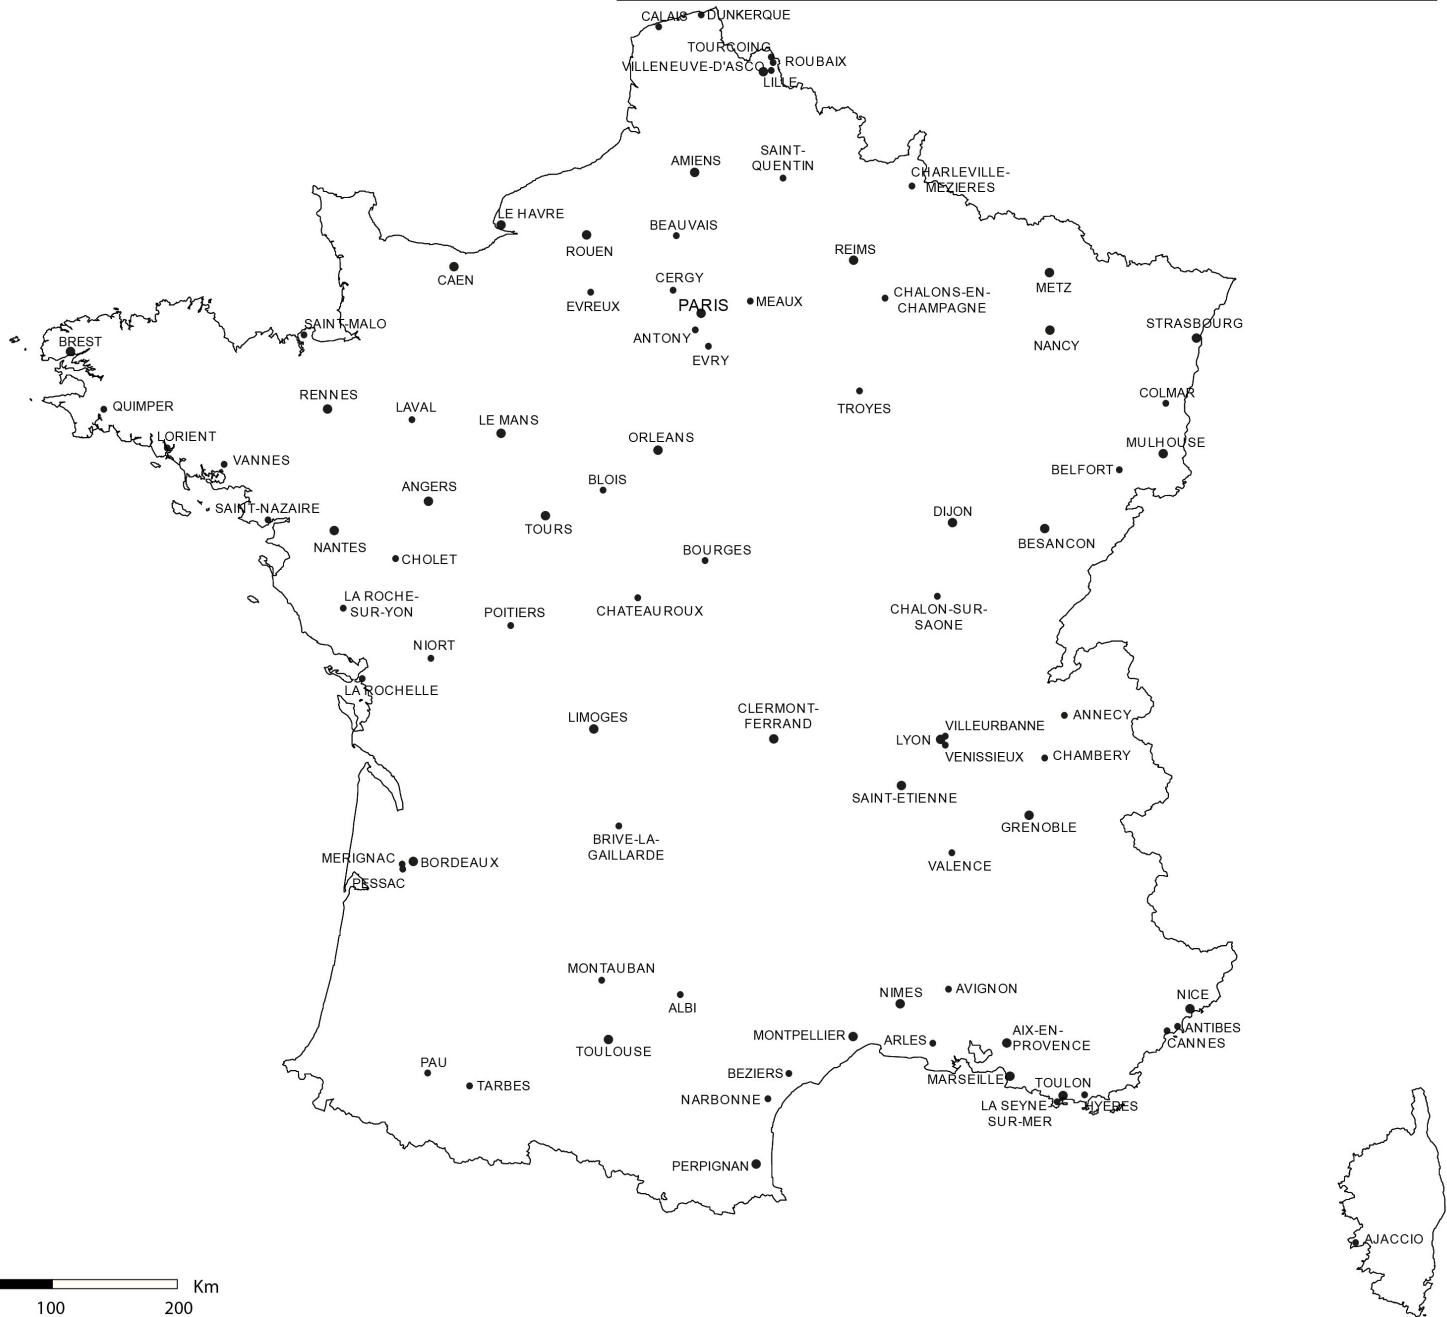 CALAIS
DUNKERQUE
TOURCOING
ROUBAIX
VILLENEUVE-D'ASCQ
LILLE
SAINT-
QUENTIN
AMIENS
CHARLEVILLE-
MEZIERES
LE HAVRE
BEAUVAIS
ROUEN
REIMS
CAEN
CERGY
METZ
CHALONS-EN-
CHAMPAGNE
EVREUX
PARIS
MEAUX
SAINT-MALO
STRASBOURG
BREST
ANTONY
NANCY
EVRY
RENNES
COLMAR
QUIMPER
LAVAL
TROYES
LE MANS
LORIENT
ORLEANS
MULHOUSE
VANNES
BELFORT
BLOIS
ANGERS
SAINT-NAZAIRE
DIJON
TOURS
NANTES
BESANCON
BOURGES
CHOLET
LA ROCHE-
SUR-YON
POITIERS
CHATEAUROUX
CHALON-SUR-
SAONE
NIORT
LA ROCHELLE
CLERMONT-
FERRAND
LIMOGES
ANNECY
VILLEURBANNE
LYON
VENISSIEUX
CHAMBERY
SAINT-ETIENNE
GRENOBLE
BRIVE-LA-
GAILLARDE
MERIGNAC
BORDEAUX
VALENCE
PESSAC
MONTAUBAN
AVIGNON
NIMES
NICE
ALBI
ANTIBES
CANNES
MONTPELLIER
ARLES
AIX-EN-
PROVENCE
TOULOUSE
PAU
BEZIERS
MARSEILLE
TOULON
TARBES
NARBONNE
LA SEYNE-
SUR-MER
HYERES
PERPIGNAN
AJACCIO
Km
100
200